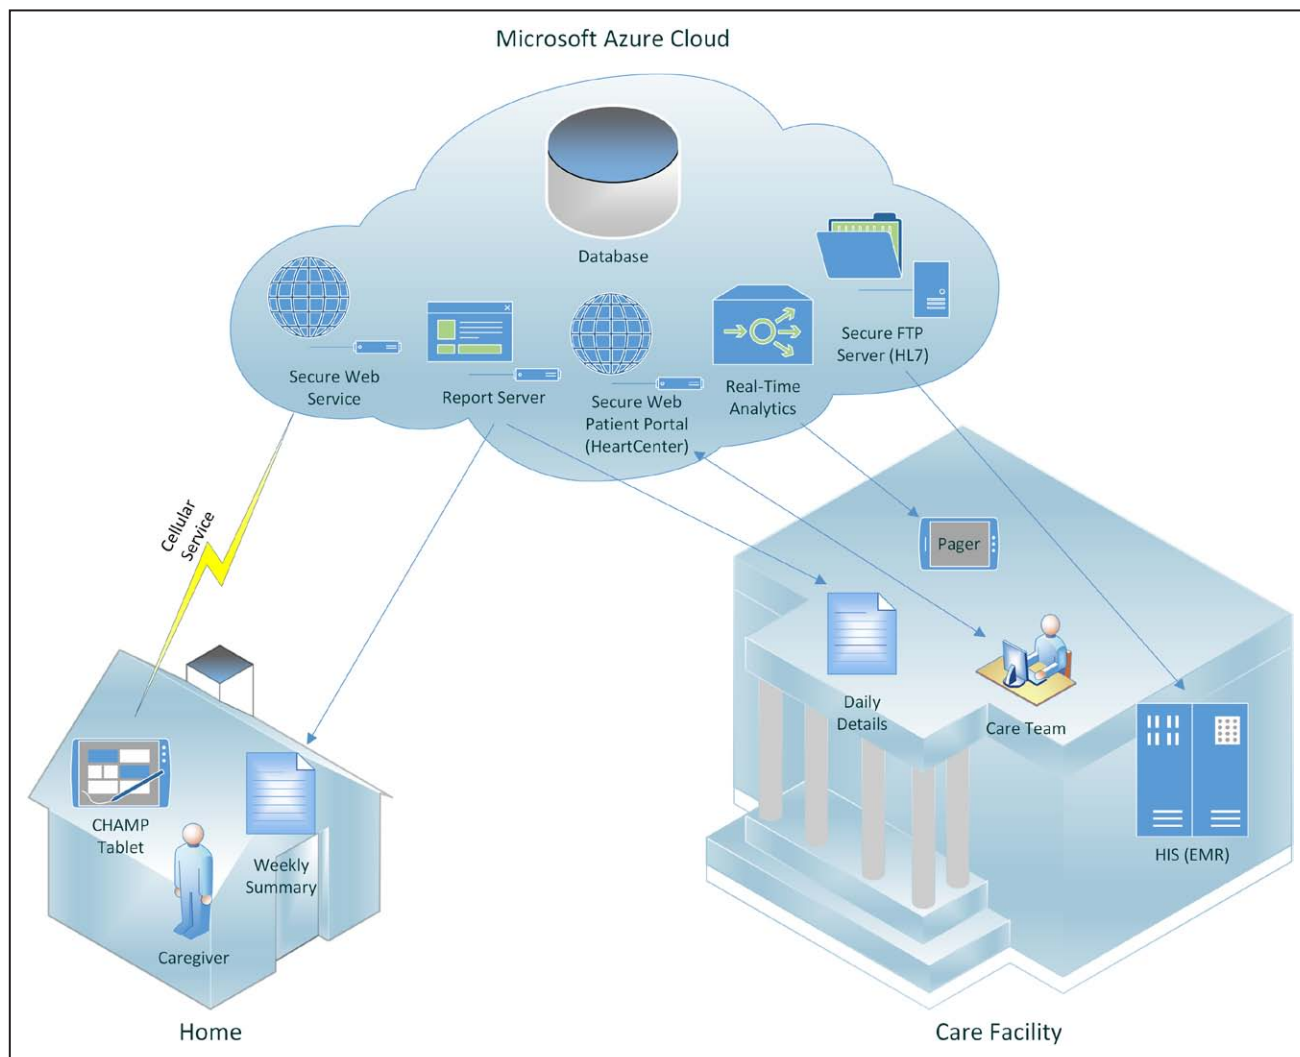 Microsoft Azure Cloud
Database
Secure Web
Service
Report Server
Secure Web
Patient Portal
(HeartCenter)
Real-Time
Analytics
Secure FTP
Server (HL7)
Cellular
Service
Pager
Daily
Details
Care Team
HIS (EMR)
CHAMP
Tablet
Weekly
Summary
Caregiver
Home
Care Facility